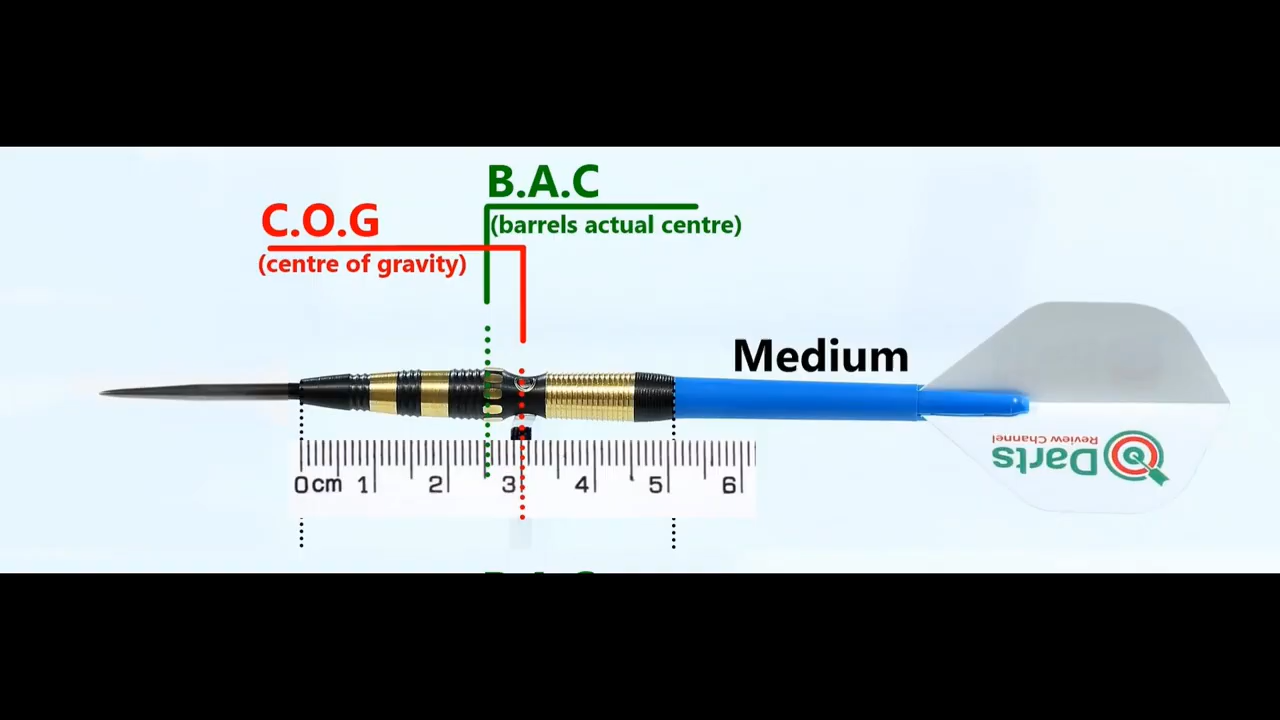 B.A.C
(barrels actual centre)
C.O.G
(centre of gravity)
Medium
Review Channel
Darts
0cm 1 2 3 4 5 6